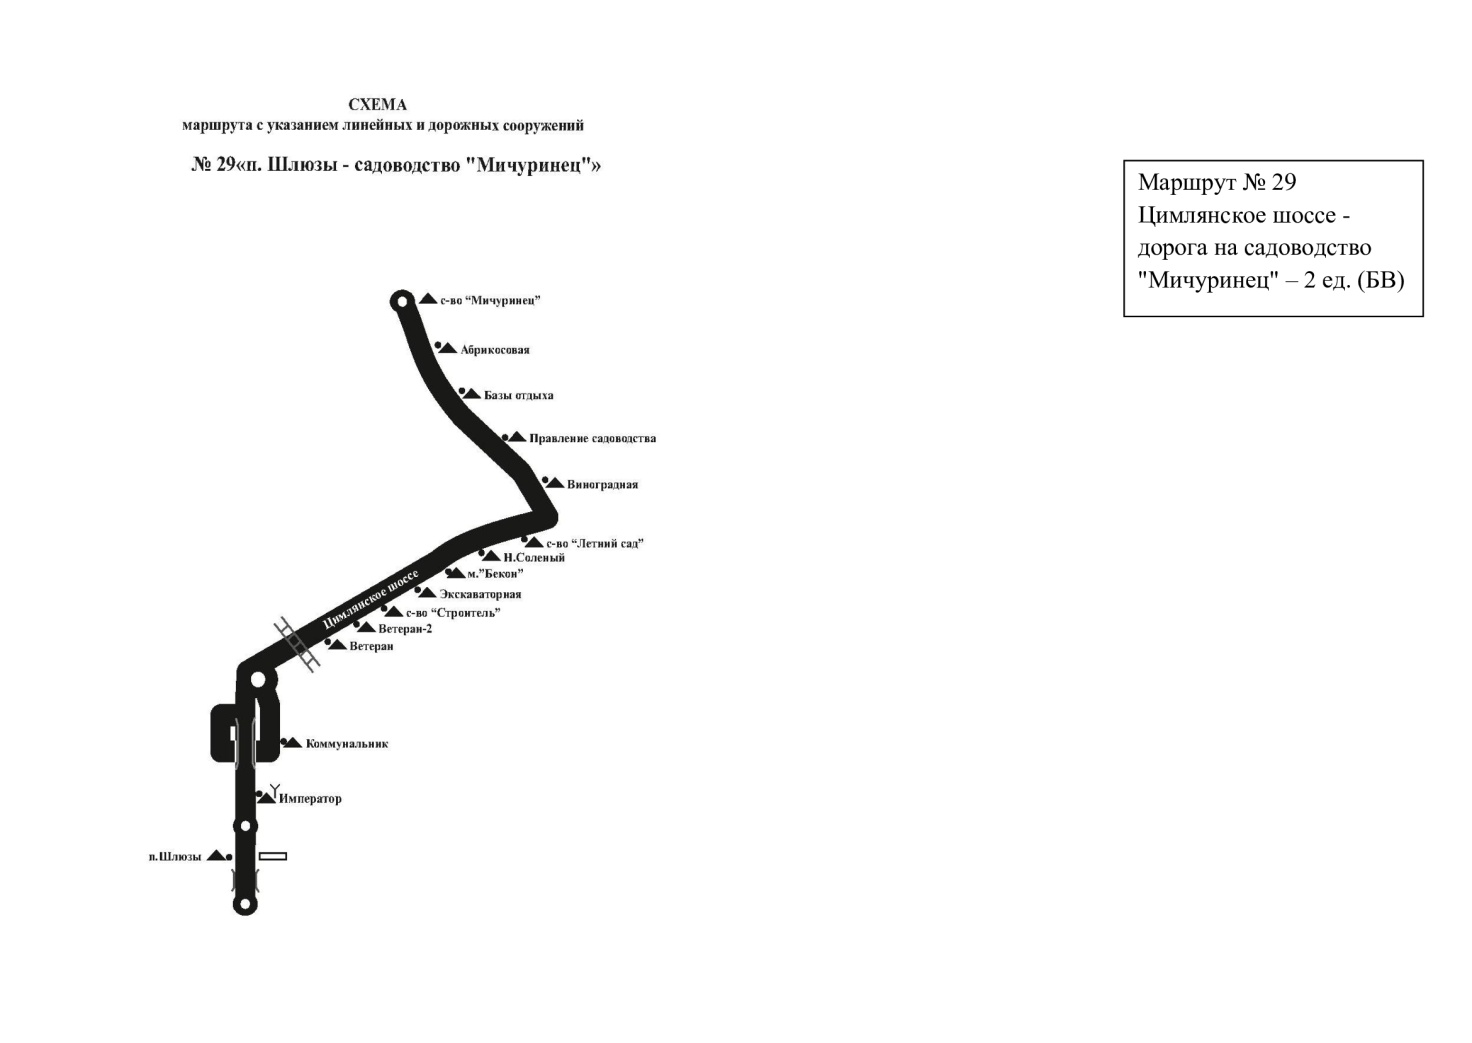 СХЕМА
маршрута с указанием линейных и дорожных сооружений
№ 29«п. Шлюзы - садоводство "Мичуринец"»
Маршрут № 29
Цимлянское шоссе -
дорога на садоводство
"Мичуринец" – 2 ед. (БВ)
с-во “Мичуринец”
Абрикосовая
Базы отдыха
Правление садоводства
Виноградная
с-во “Летний сад”
Н.Соленый
м.”Бекон”
Экскаваторная
с-во “Строитель”
Ветеран-2
Ветеран
Цимлянское шоссе
Коммунальник
Император
п.Шлюзы